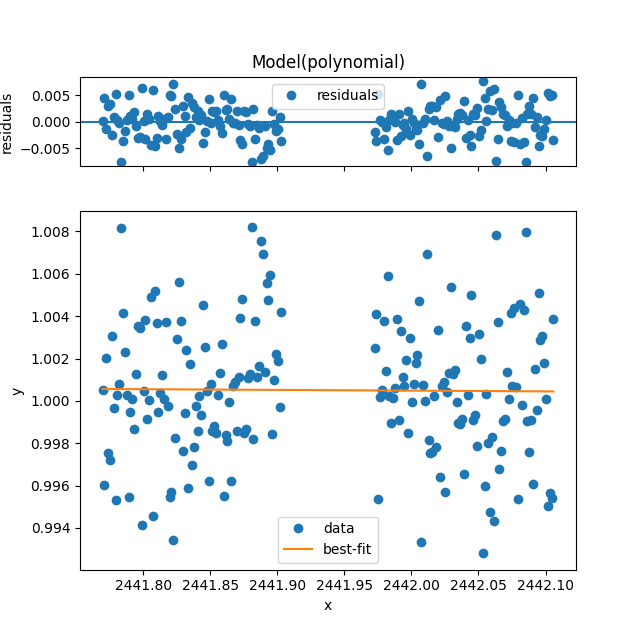 Model(polynomial)
residuals
0.005
0.000
−0.005
residuals
y
1.008
1.006
1.004
1.002
1.000
0.998
0.996
0.994
data
best-fit
2441.80 2441.85 2441.90 2441.95 2442.00 2442.05 2442.10
x